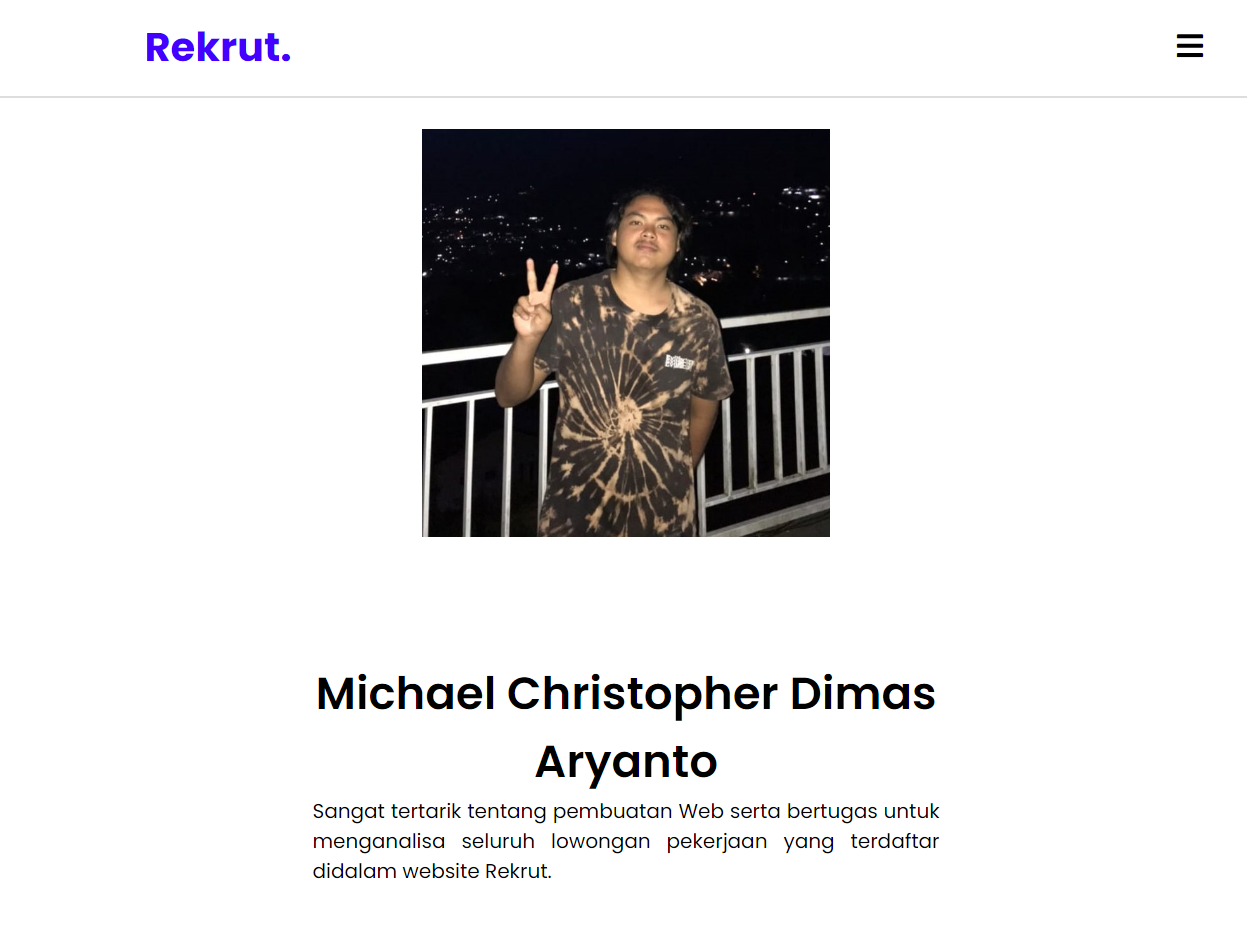 Rekrut.
Michael Christopher Dimas
Aryanto
Sangat tertarik tentang pembuatan Web serta bertugas untuk
menganalisa seluruh lowongan pekerjaan yang terdaftar
didalam website Rekrut.